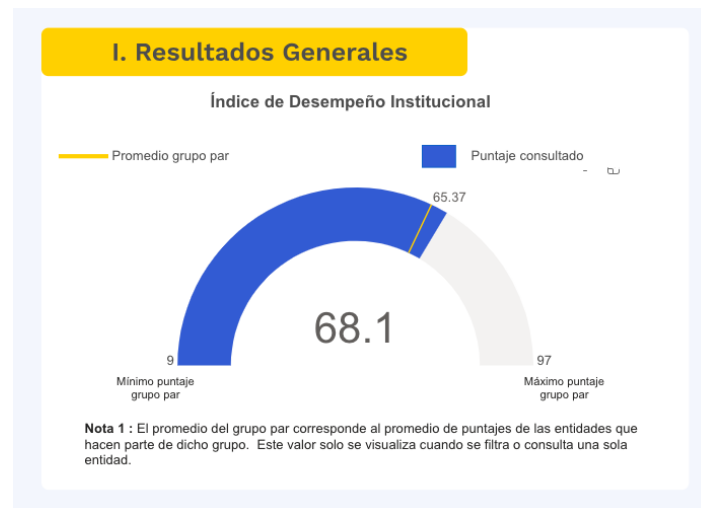 I. Resultados Generales
Índice de Desempeño Institucional
Promedio grupo par
Puntaje consultado
65.37
68.1
9
97
Mínimo puntaje
grupo par
Máximo puntaje
grupo par
Nota 1 : El promedio del grupo par corresponde al promedio de puntajes de las entidades que
hacen parte de dicho grupo. Este valor solo se visualiza cuando se filtra o consulta una sola
entidad.